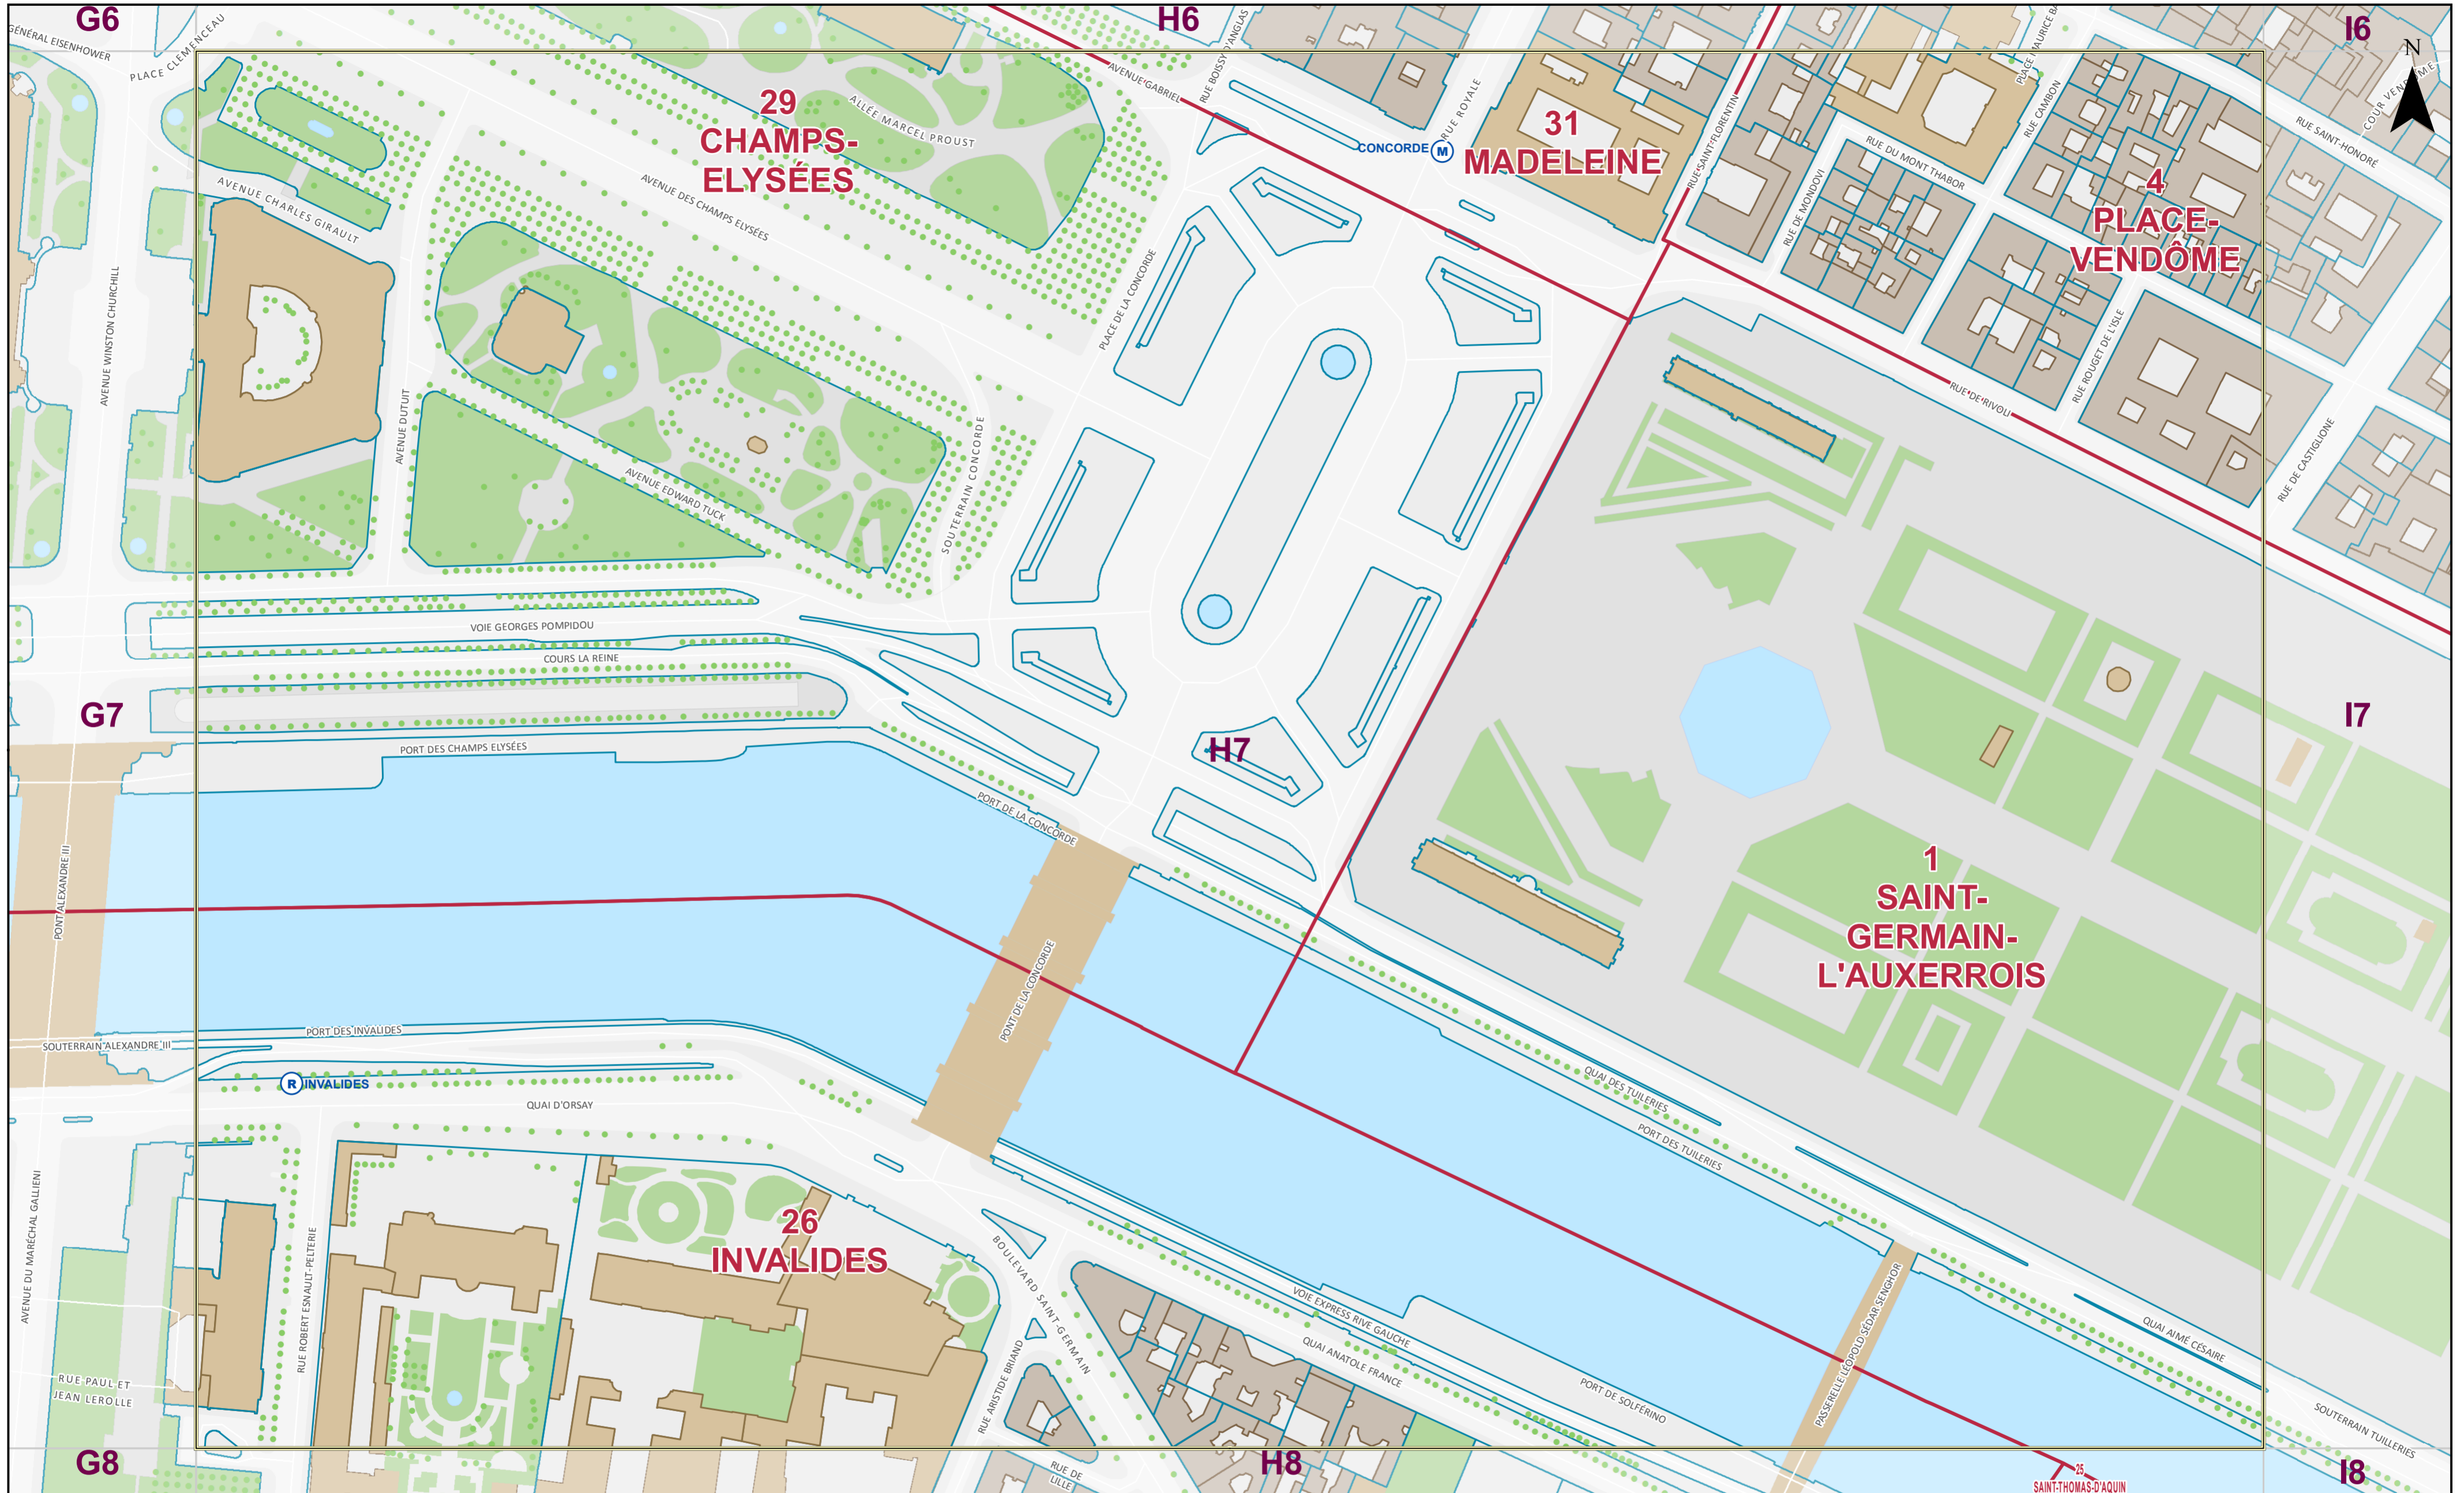 G6
H6
I6
N
GÉNÉRAL EISENHOWER
PLACE CLEMENCEAU
AVENUE GABRIEL
RUE BOISSY D'ANGLAS
RUE ROYALE
CONCORDE
M
29
CHAMPS-
ELYSÉES
ALLÉE MARCEL PROUST
31
MADELEINE
RUE SAINT-FLORENTIN
RUE DU MONT THABOR
RUE CAMBON
RUE SAINT-HONORÉ
RUE DE MONDOVI
4
PLACE-
VENDÔME
AVENUE CHARLES GIRAULT
AVENUE DES CHAMPS ELYSÉES
AVENUE WINSTON CHURCHILL
PLACE DE LA CONCORDE
AVENUE DUTUIT
RUE ROUGET DE L'ISLE
RUE DE RIVOLI
RUE DE CASTIGLIONE
AVENUE EDWARD TUCK
SOUTERRAIN CONCORDE
VOIE GEORGES POMPIDOU
COURS LA REINE
G7
H7
I7
PORT DES CHAMPS ELYSÉES
PORT DE LA CONCORDE
PONT ALEXANDRE III
PONT DE LA CONCORDE
1
SAINT-
GERMAIN-
L'AUXERROIS
PORT DES INVALIDES
SOUTERRAIN ALEXANDRE III
R
INVALIDES
QUAI D'ORSAY
QUAI DES TUILERIES
PORT DES TUILERIES
AVENUE DU MARÉCHAL GALLIENI
RUE ROBERT ESNAULT-PELTERIE
26
INVALIDES
BOULEVARD SAINT-GERMAIN
VOIE EXPRESS RIVE GAUCHE
QUAI ANATOLE FRANCE
PORT DE SOLFÉRINO
PASSERELLE LÉOPOLD SÉDAR SENGHOR
QUAI AIMÉ CÉSAIRE
SOUTERRAIN TUILLERIES
RUE PAUL ET
JEAN LEROLLE
RUE ARISTIDE BRIAND
RUE DE
LILLE
G8
H8
I8
25
SAINT-THOMAS-D'AQUIN